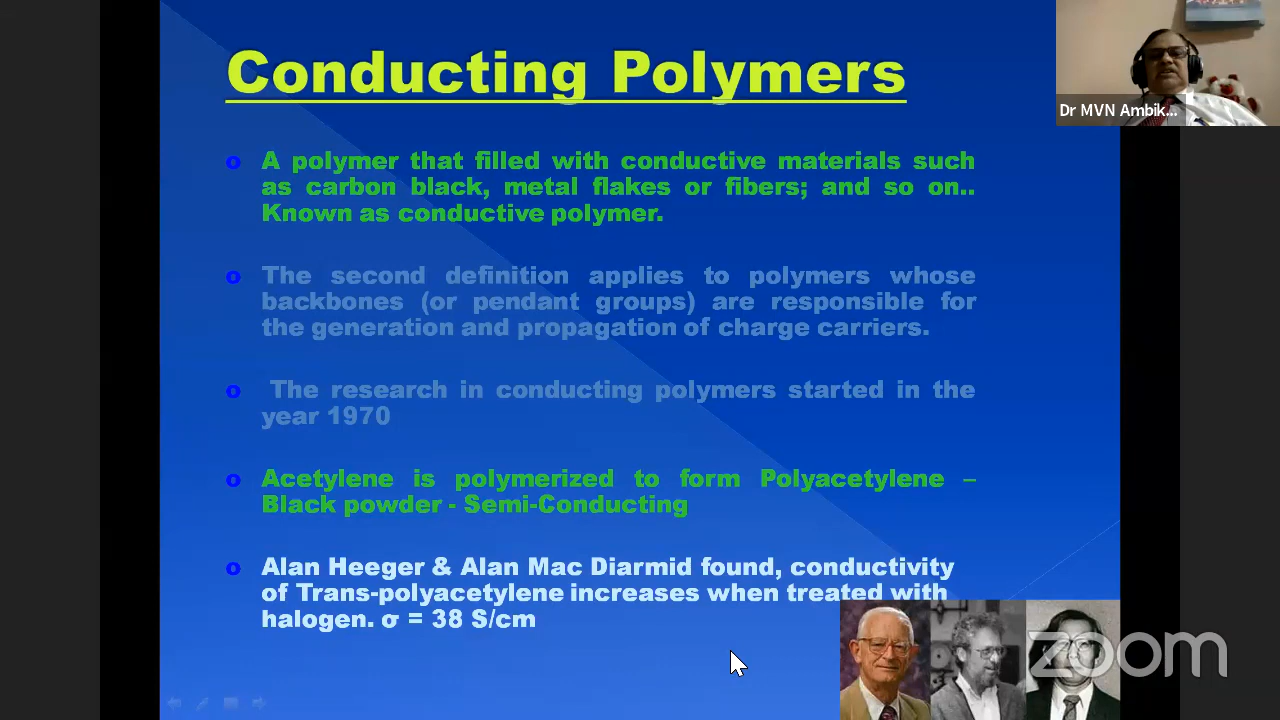 Conducting Polymers
Dr MVN Ambik...
o A polymer that filled with conductive materials such
as carbon black, metal flakes or fibers; and so on..
Known as conductive polymer.
o The second definition applies to polymers whose
backbones (or pendant groups) are responsible for
the generation and propagation of charge carriers.
o The research in conducting polymers started in the
year 1970
o Acetylene is polymerized to form Polyacetylene –
Black powder - Semi-Conducting
o Alan Heeger & Alan Mac Diarmid found, conductivity
of Trans-polyacetylene increases when treated with
halogen. σ = 38 S/cm
zoom